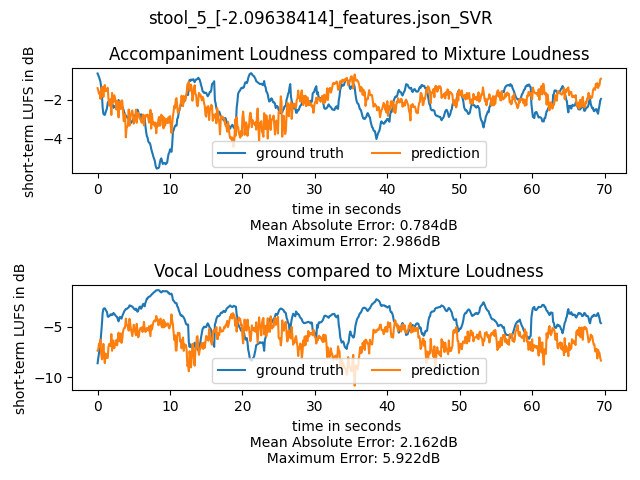 stool_5_[-2.09638414]_features.json_SVR
Accompaniment Loudness compared to Mixture Loudness
short-term LUFS in dB
−2
−4
ground truth
prediction
0 10 20 30 40 50 60 70
time in seconds
Mean Absolute Error: 0.784dB
Maximum Error: 2.986dB
Vocal Loudness compared to Mixture Loudness
short-term LUFS in dB
−5
−10
ground truth
prediction
0 10 20 30 40 50 60 70
time in seconds
Mean Absolute Error: 2.162dB
Maximum Error: 5.922dB